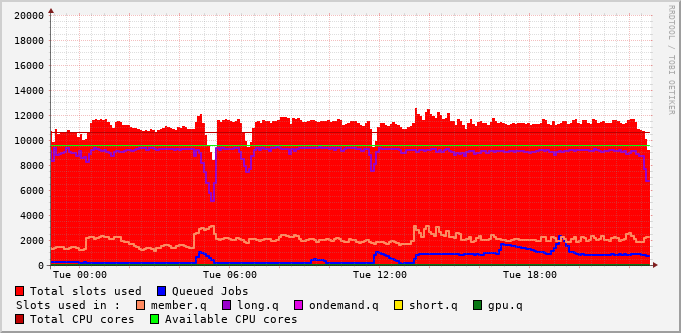 RRDTOOL / TOBI OETIKER
20000
18000
16000
14000
12000
10000
8000
6000
4000
2000
0
Tue 00:00 Tue 06:00 Tue 12:00 Tue 18:00
Total slots used Queued Jobs
Slots used in : member.q long.q ondemand.q short.q gpu.q
Total CPU cores Available CPU cores